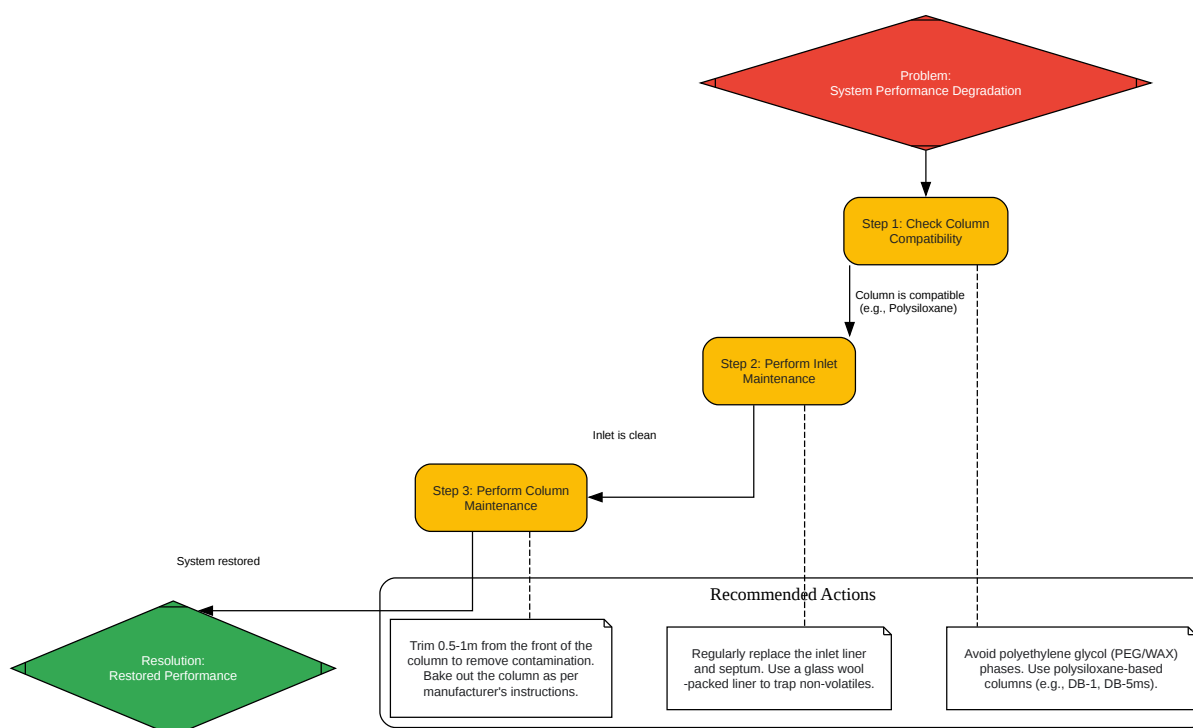 Problem:
System Performance Degradation
Step 1: Check Column
Compatibility
Column is compatible
(e.g., Polysiloxane)
Step 2: Perform Inlet
Maintenance
Inlet is clean
Step 3: Perform Column
Maintenance
System restored
Resolution:
Restored Performance
Recommended Actions
Trim 0.5-1m from the front of the
column to remove contamination.
Bake out the column as per
manufacturer's instructions.
Regularly replace the inlet liner
and septum. Use a glass wool
-packed liner to trap non-volatiles.
Avoid polyethylene glycol (PEG/WAX)
phases. Use polysiloxane-based
columns (e.g., DB-1, DB-5ms).